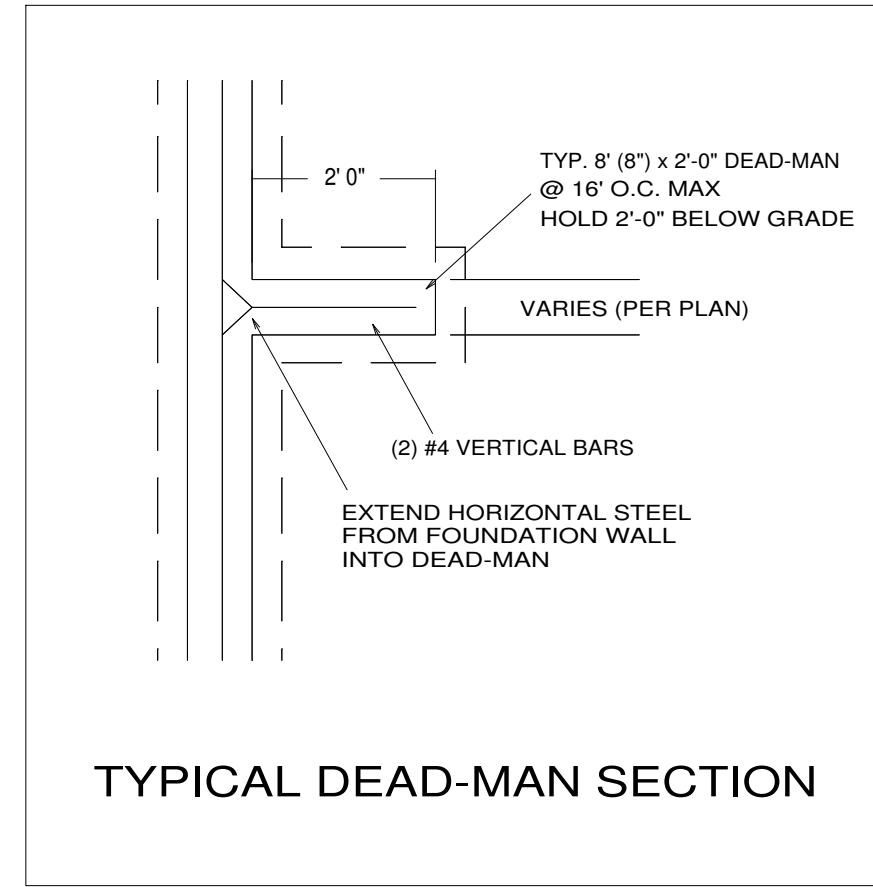 TYP. 8' (8") x 2'-0" DEAD-MAN
@ 16' O.C. MAX
HOLD 2'-0" BELOW GRADE
2' 0"
VARIES (PER PLAN)
(2) #4 VERTICAL BARS
EXTEND HORIZONTAL STEEL
FROM FOUNDATION WALL
INTO DEAD-MAN
TYPICAL DEAD-MAN SECTION